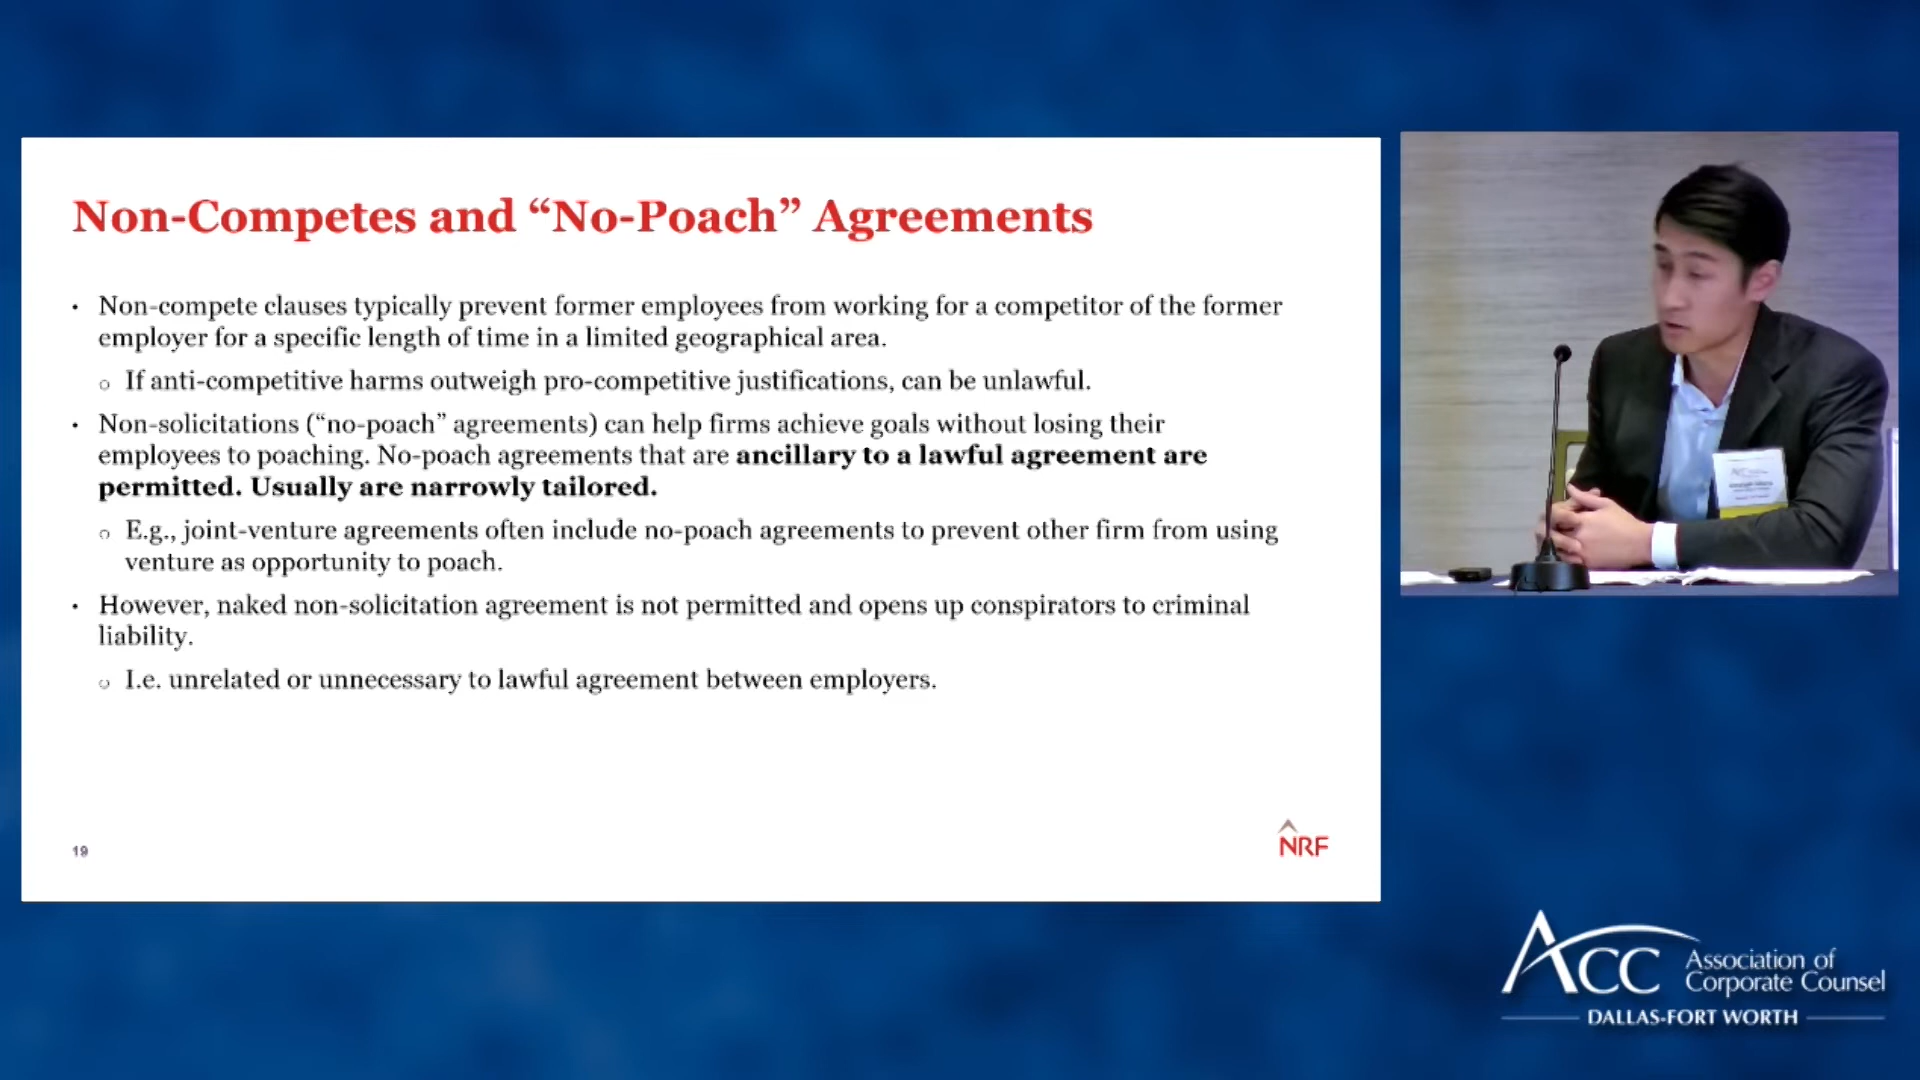 Non-Competes and “No-Poach” Agreements
• Non-compete clauses typically prevent former employees from working for a competitor of the former
employer for a specific length of time in a limited geographical area.
o If anti-competitive harms outweigh pro-competitive justifications, can be unlawful.
• Non-solicitations (“no-poach” agreements) can help firms achieve goals without losing their
employees to poaching. No-poach agreements that are ancillary to a lawful agreement are
permitted. Usually are narrowly tailored.
o E.g., joint-venture agreements often include no-poach agreements to prevent other firm from using
venture as opportunity to poach.
• However, naked non-solicitation agreement is not permitted and opens up conspirators to criminal
liability.
o I.e. unrelated or unnecessary to lawful agreement between employers.
19
NRF
ACC
Association of
Corporate Counsel
DALLAS-FORT WORTH